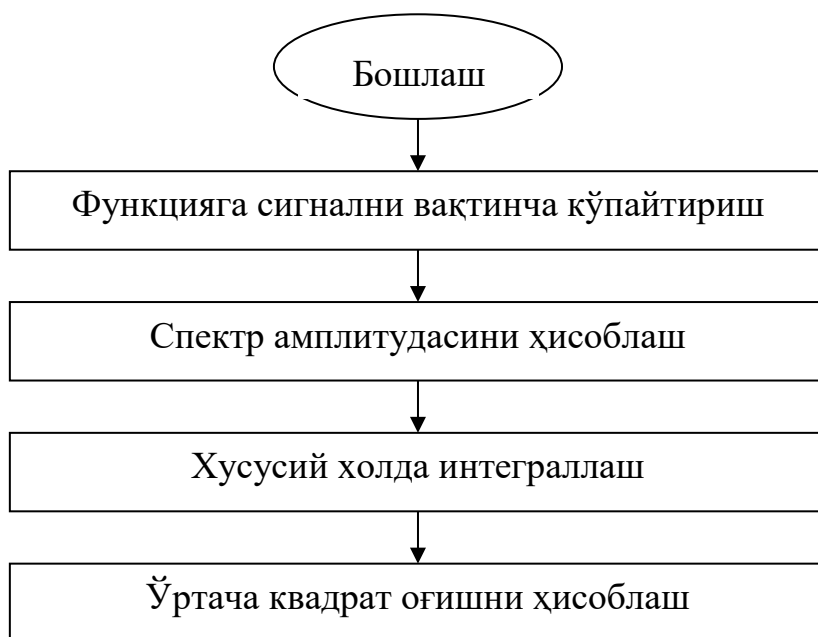 Бошлаш
Функцияга сигнални вақтинча кўпайтириш
Спектр амплитудасини ҳисоблаш
Хусусий холда интеграллаш
Ўртача квадрат оғишни ҳисоблаш